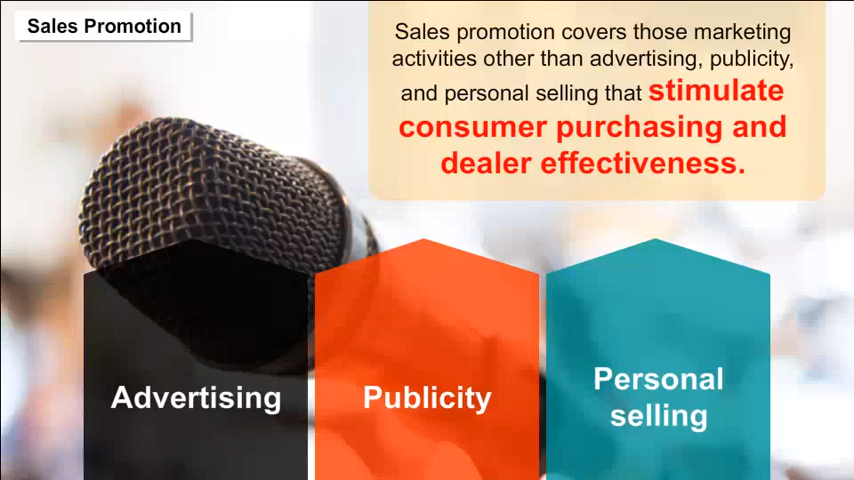 Sales Promotion
Sales promotion covers those marketing
activities other than advertising, publicity,
and personal selling that stimulate
consumer purchasing and
dealer effectiveness.
Advertising
Publicity
Personal
selling